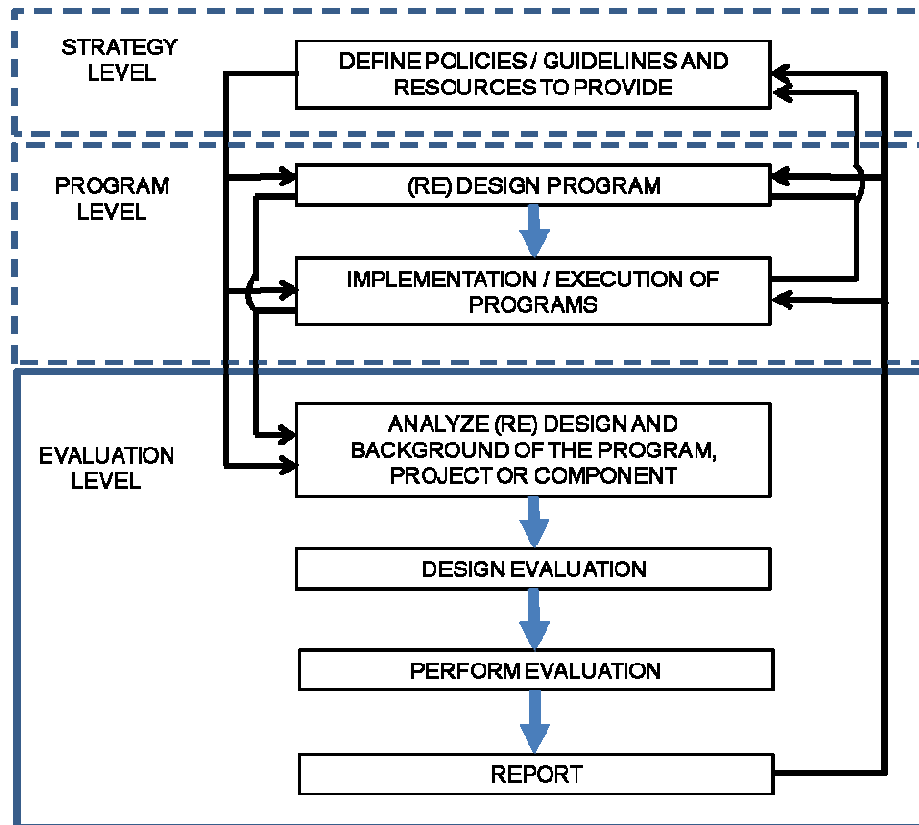 STRATEGY
LEVEL
DEFINE POLICIES / GUIDELINES AND
RESOURCES TO PROVIDE
PROGRAM
LEVEL
(RE) DESIGN PROGRAM
IMPLEMENTATION / EXECUTION OF
PROGRAMS
EVALUATION
LEVEL
ANALYZE (RE) DESIGN AND
BACKGROUND OF THE PROGRAM,
PROJECT OR COMPONENT
DESIGN EVALUATION
PERFORM EVALUATION
REPORT